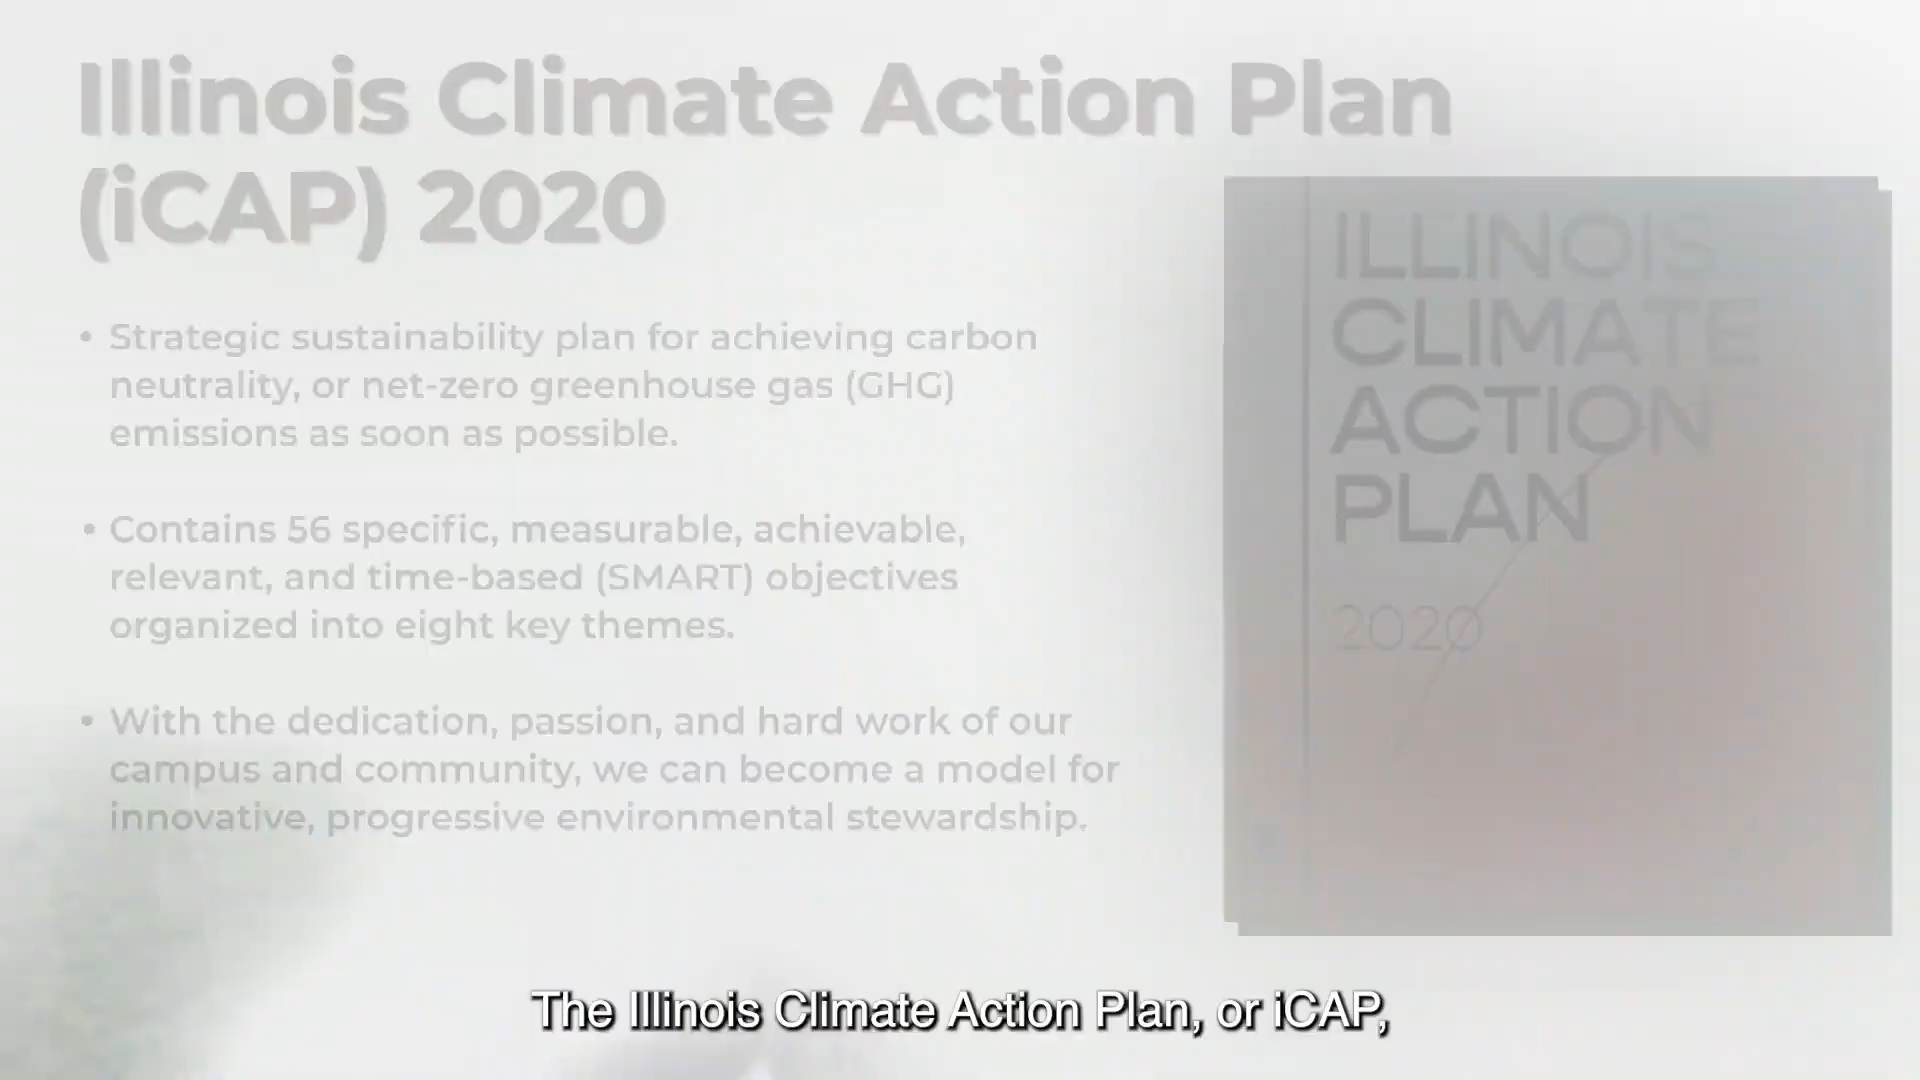 Illinois Climate Action Plan
(iCAP) 2020
• Strategic sustainability plan for achieving carbon
neutrality, or net-zero greenhouse gas (GHG)
emissions as soon as possible.
• Contains 56 specific, measurable, achievable,
relevant, and time-based (SMART) objectives
organized into eight key themes.
• With the dedication, passion, and hard work of our
campus and community, we can become a model for
innovative, progressive environmental stewardship.
ILLINOIS
CLIMATE
ACTION
PLAN
2020
The Illinois Climate Action Plan, or iCAP,